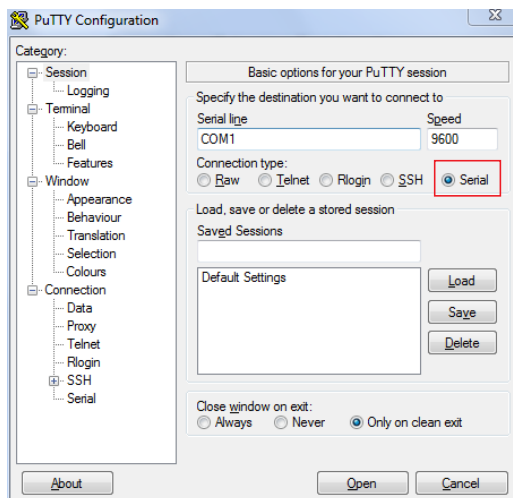 PuTTY Configuration
Category:
Session
Logging
Terminal
Keyboard
Bell
Features
Window
Appearance
Behaviour
Translation
Selection
Colours
Connection
Data
Proxy
Telnet
Rlogin
SSH
Serial
Basic options for your PuTTY session
Specify the destination you want to connect to
Serial line Speed
COM1 9600
Connection type:
Raw Telnet Rlogin SSH Serial
Load, save or delete a stored session
Saved Sessions
Default Settings
Load
Save
Delete
Close window on exit:
Always Never Only on clean exit
About Open Cancel